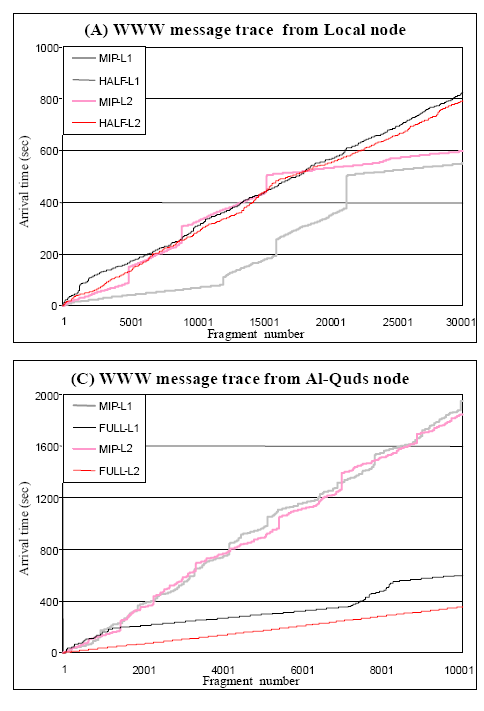 (A) WWW message trace from Local node
1000
800
600
400
200
0
Arrival time (sec)
MIP-L1
HALF-L1
MIP-L2
HALF-L2
1 5001 10001 15001 20001 25001 30001
Fragment number
(C) WWW message trace from Al-Quds node
2000
1600
1200
800
400
0
Arrival time (sec)
MIP-L1
FULL-L1
MIP-L2
FULL-L2
1 2001 4001 6001 8001 10001
Fragment number